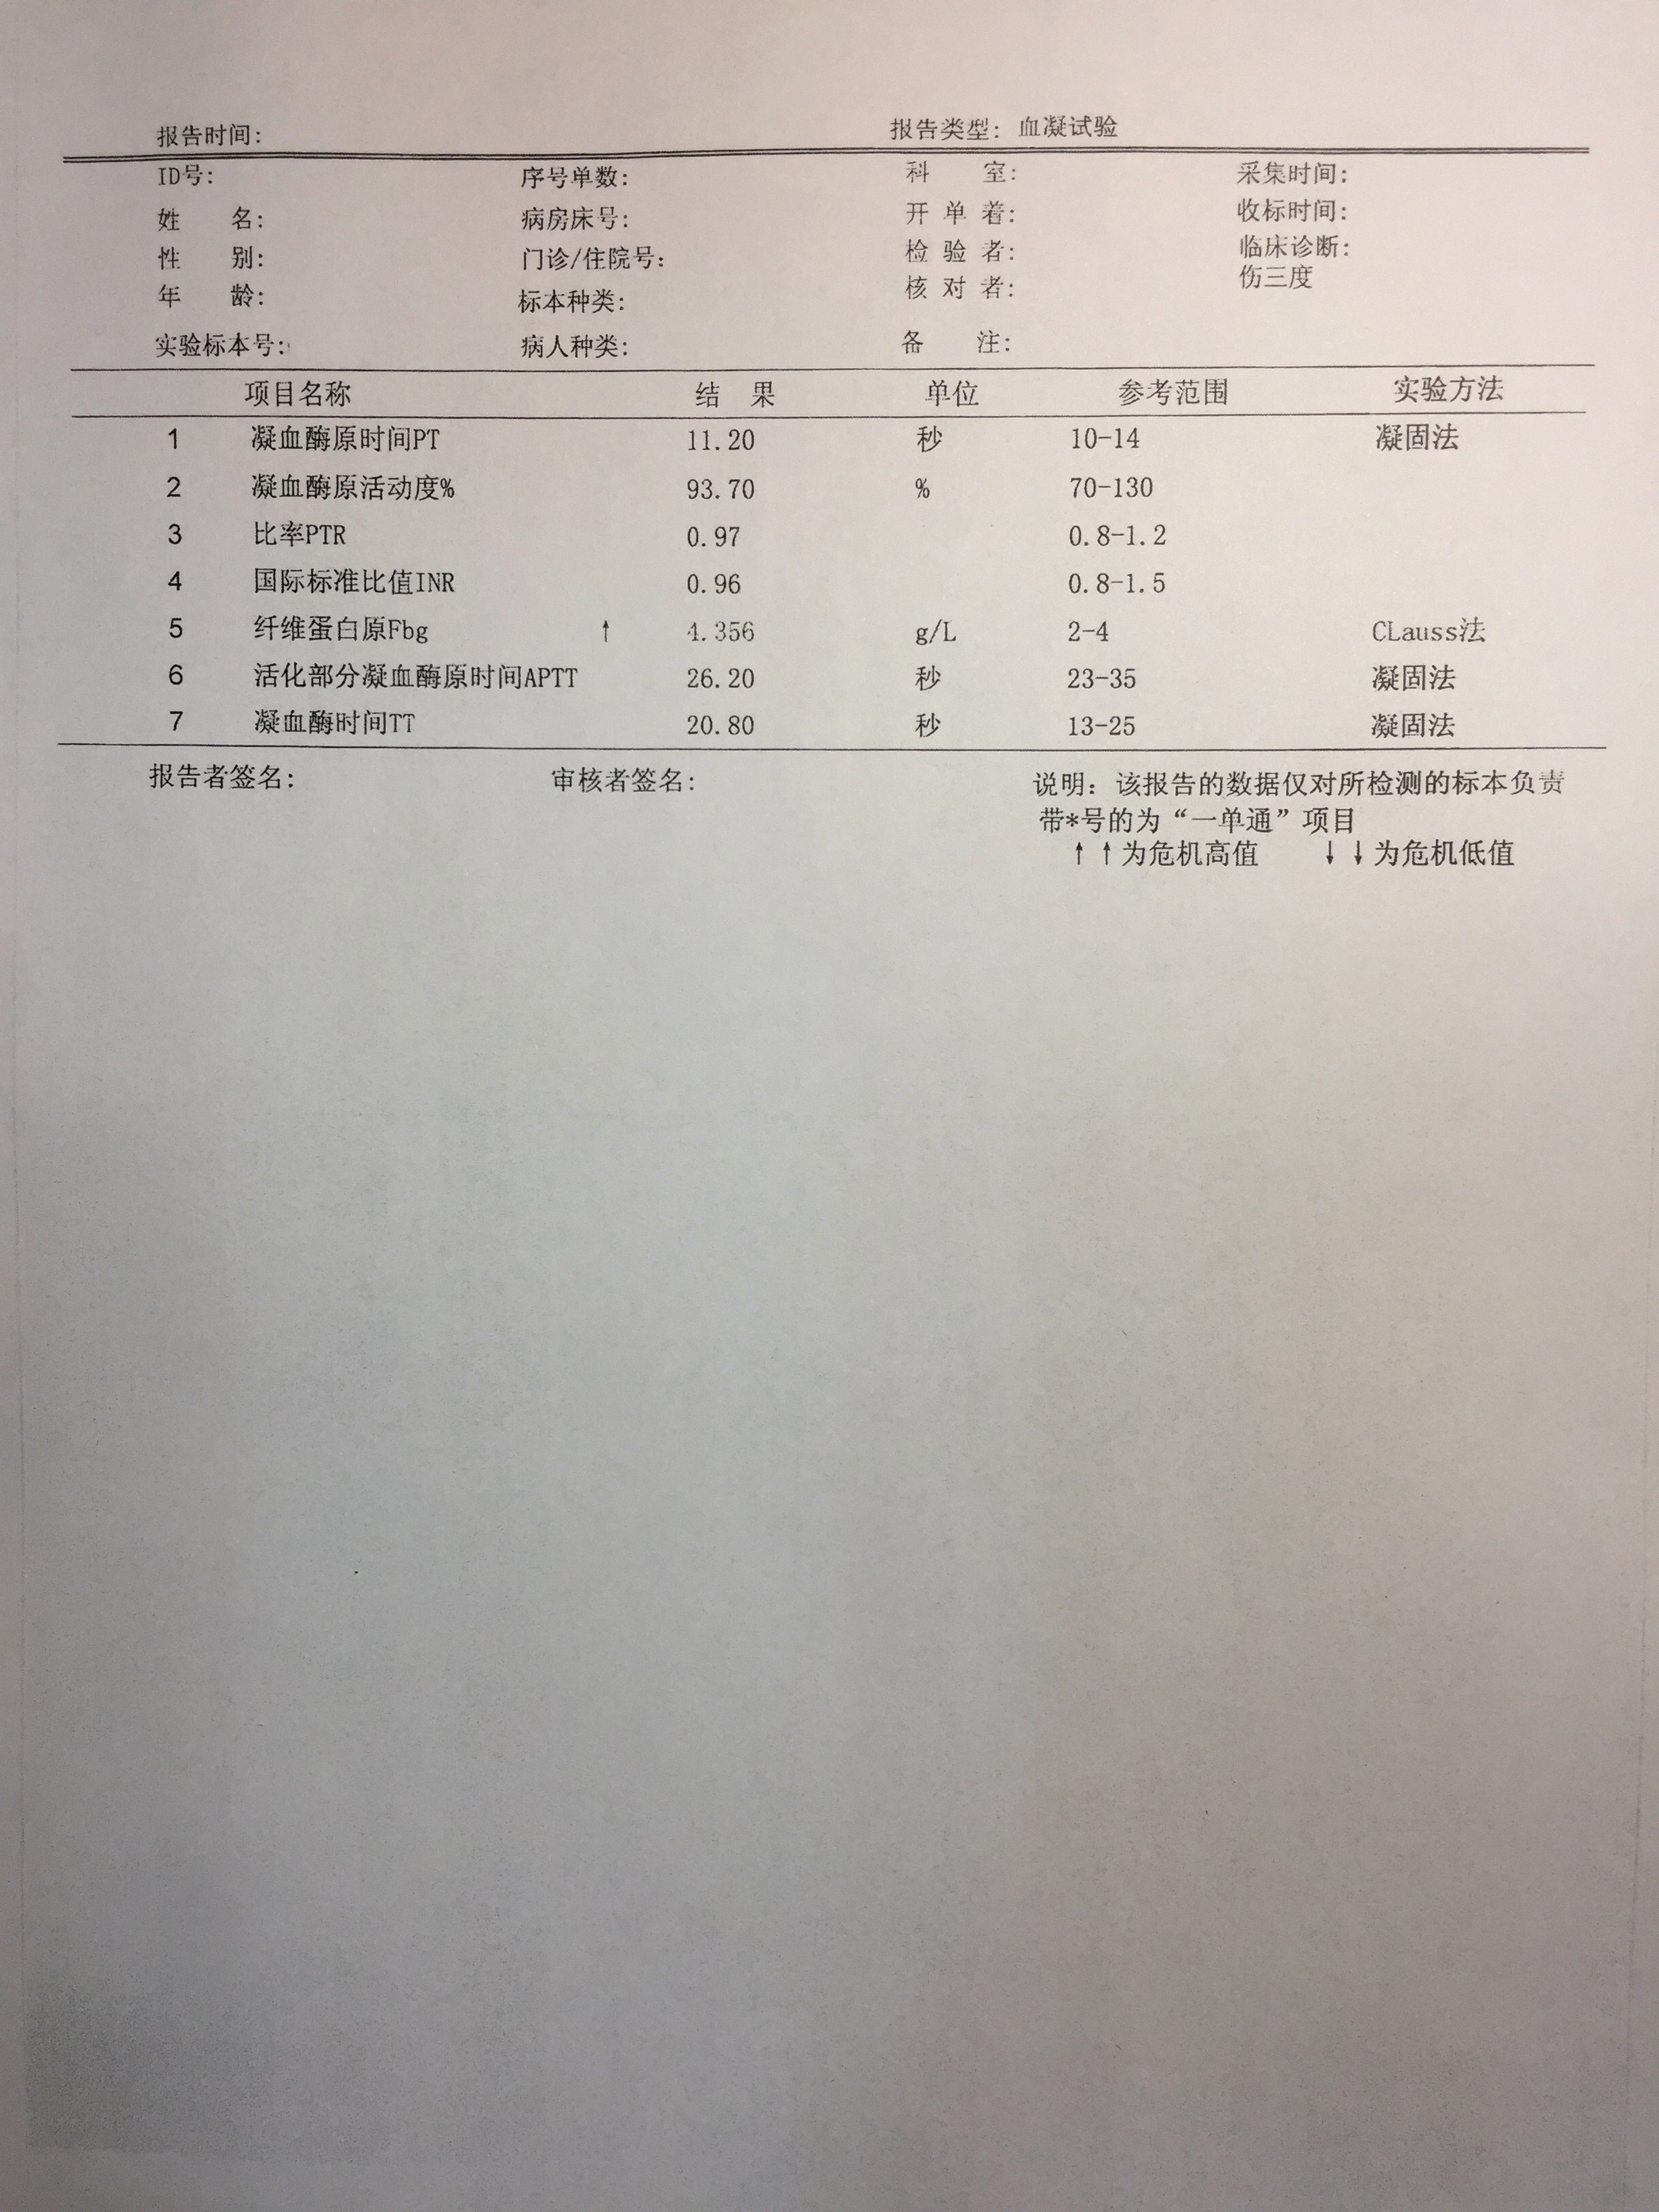 报告时间: 报告类型: 血凝试验
ID号: 序号单数: 科 室: 采集时间:
姓 名: 病房床号: 开 单 着: 收标时间:
性 别: 门诊/住院号: 检 验 者: 临床诊断:
年 龄: 标本种类: 核 对 者: 伤三度
实验标本号: 病人种类: 备 注:
项目名称 结 果 单位 参考范围 实验方法
1 凝血酶原时间PT 11.20 秒 10-14 凝固法
2 凝血酶原活动度% 93.70 % 70-130
3 比率PTR 0.97 0.8-1.2
4 国际标准比值INR 0.96 0.8-1.5
5 纤维蛋白原Fbg ↑ 4.356 g/L 2-4 CLauss法
6 活化部分凝血酶原时间APTT 26.20 秒 23-35 凝固法
7 凝血酶时间TT 20.80 秒 13-25 凝固法
报告者签名: 审核者签名: 说明: 该报告的数据仅对所检测的标本负责
带*号的为“一单通”项目
↑↑为危机高值 ↓↓为危机低值